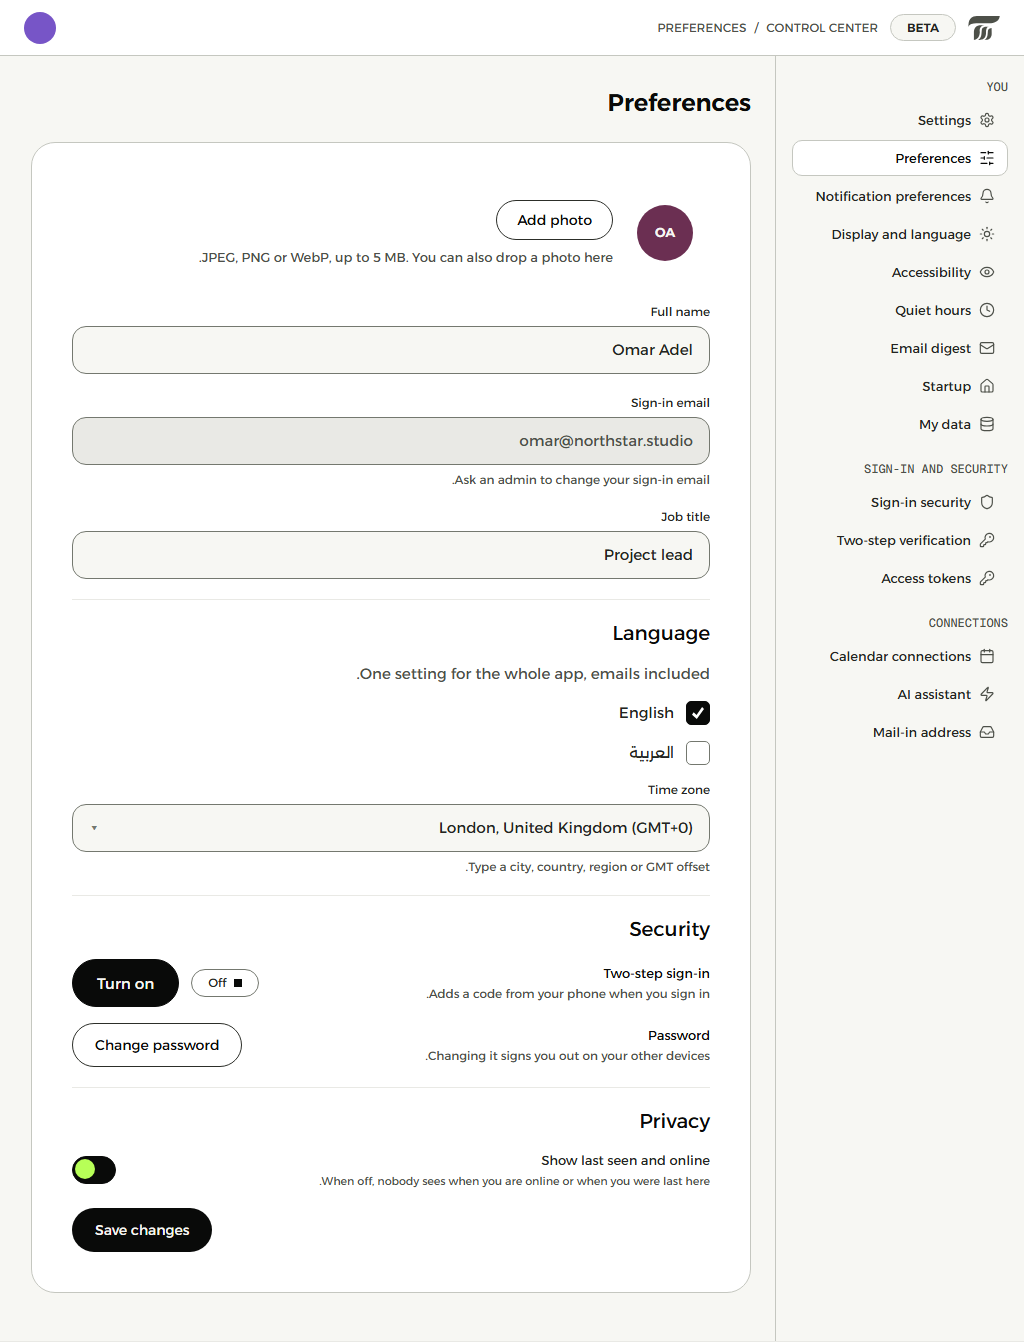 BETA
CONTROL CENTER / PREFERENCES
YOU
Settings
Preferences
Notification preferences
Display and language
Accessibility
Quiet hours
Email digest
Startup
My data
SIGN-IN AND SECURITY
Sign-in security
Two-step verification
Access tokens
CONNECTIONS
Calendar connections
AI assistant
Mail-in address
Preferences
OA
Add photo
.JPEG, PNG or WebP, up to 5 MB. You can also drop a photo here
Full name
Omar Adel
Sign-in email
omar@northstar.studio
.Ask an admin to change your sign-in email
Job title
Project lead
Language
.One setting for the whole app, emails included
English
العربية
Time zone
London, United Kingdom (GMT+0)
.Type a city, country, region or GMT offset
Security
Two-step sign-in
.Adds a code from your phone when you sign in
Off
Turn on
Password
.Changing it signs you out on your other devices
Change password
Privacy
Show last seen and online
.When off, nobody sees when you are online or when you were last here
Save changes